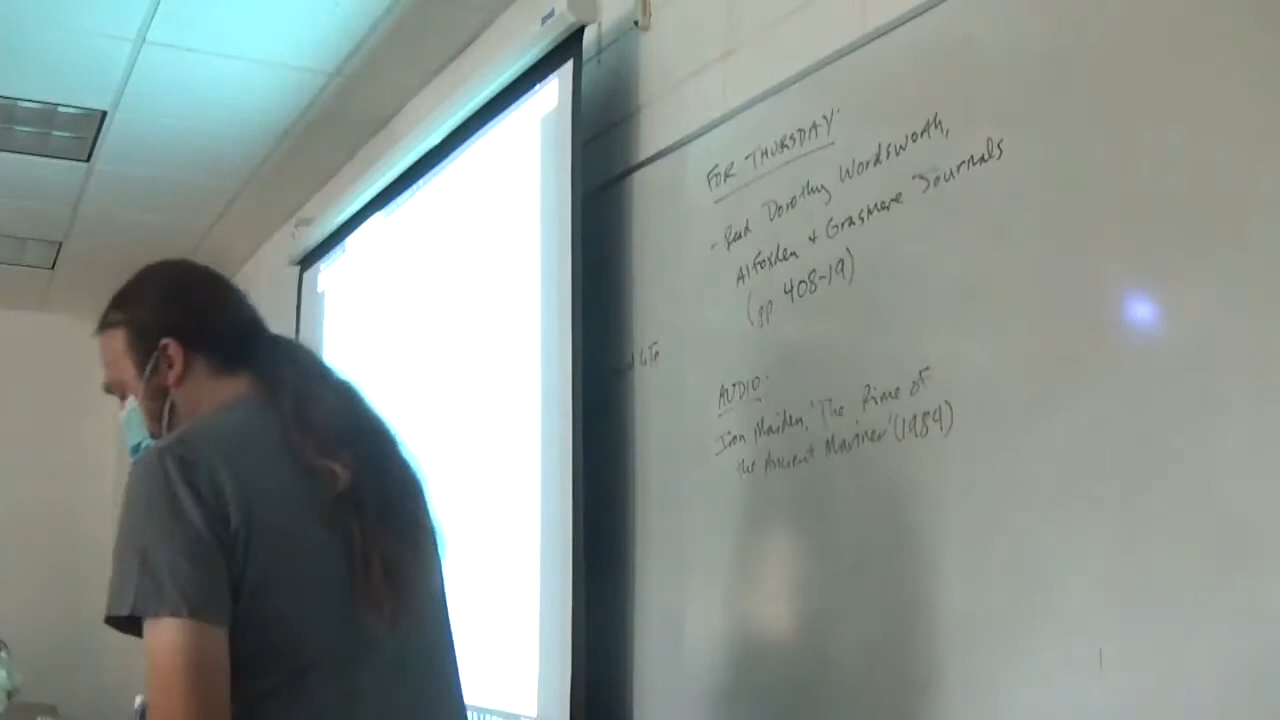 FOR THURSDAY:
- Read Dorothy Wordsworth,
Alfoxden + Grasmere Journals
(pp 408-19)
AUDIO:
Iron Maiden, 'The Rime of
the Ancient Mariner' (1984)